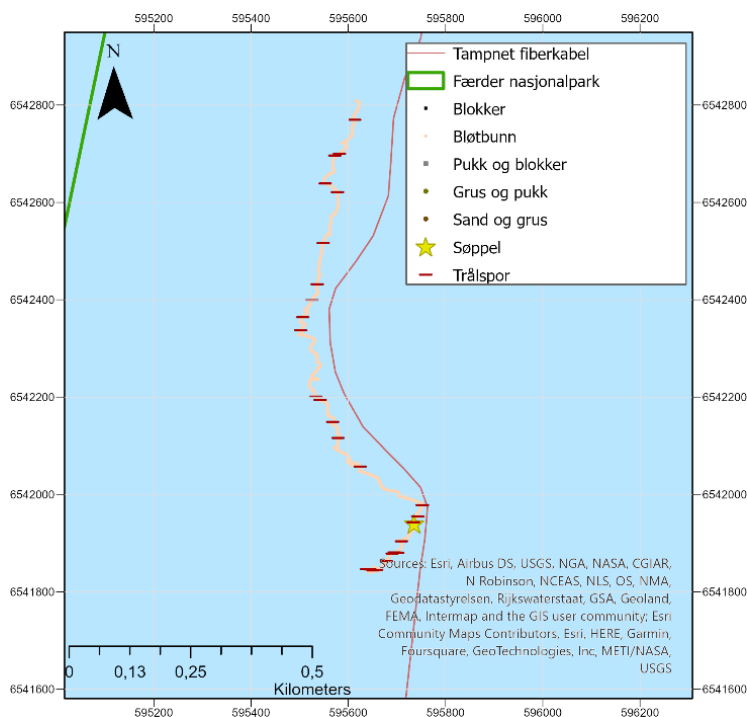 595200 595400 595600 595800 596000 596200
N
Tampnet fiberkabel
Færder nasjonalpark
Blokker
Bløtbunn
Pukk og blokker
Grus og pukk
Sand og grus
Søppel
Trålspor
6542800 6542800
6542600 6542600
6542400 6542400
6542200 6542200
6542000 6542000
6541800 6541800
6541600 6541600
Sources: Esri, Airbus DS, USGS, NGA, NASA, CGIAR,
N Robinson, NCEAS, NLS, OS, NMA,
Geodatastyrelsen, Rijkswaterstaat, GSA, Geoland,
FEMA, Intermap and the GIS user community; Esri
Community Maps Contributors, Esri, HERE, Garmin,
Foursquare, GeoTechnologies, Inc, METI/NASA,
USGS
0 0,13 0,25 0,5
Kilometers
595200 595400 595600 595800 596000 596200